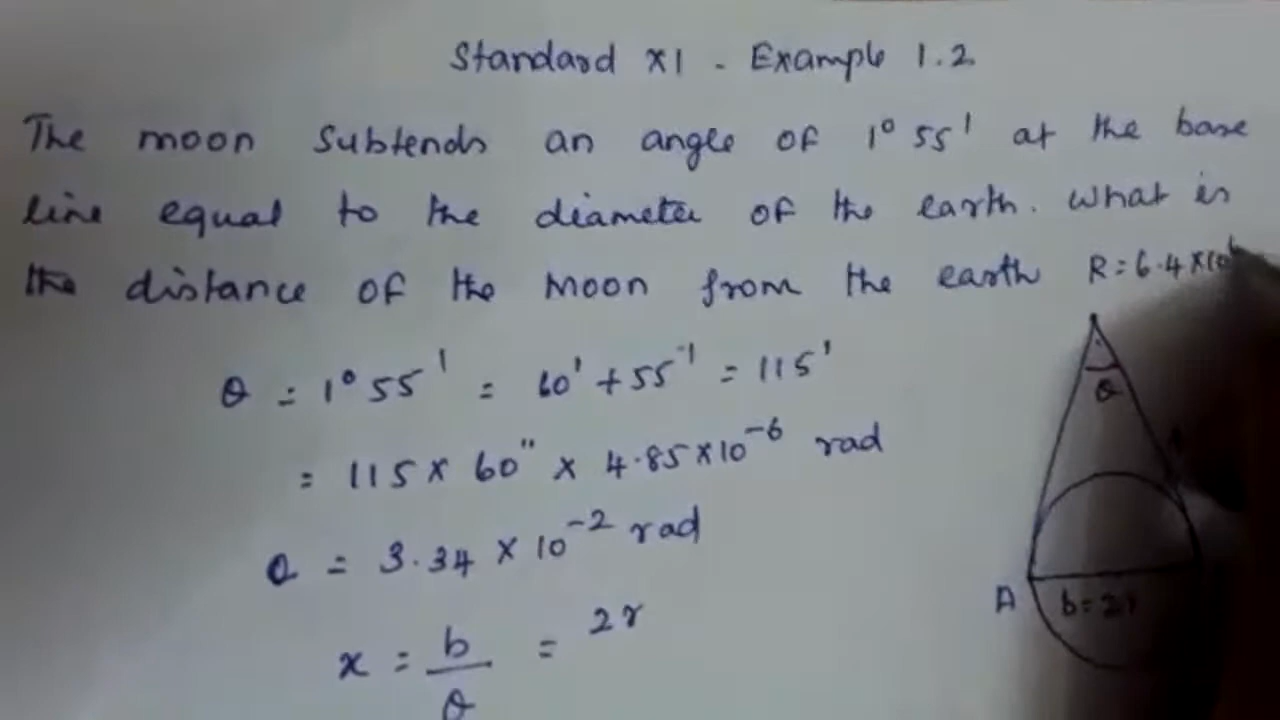 Standard XI - Example 1.2
The moon subtends an angle of 1° 55' at the base
line equal to the diameter of the earth. What is
the distance of the moon from the earth R = 6.4 × 10
θ = 1° 55' = 60' + 55' = 115'
= 115 × 60" × 4.85 × 10⁻⁶ rad
θ = 3.34 × 10⁻² rad
x = b/θ = 2r
θ
A
b = 2r